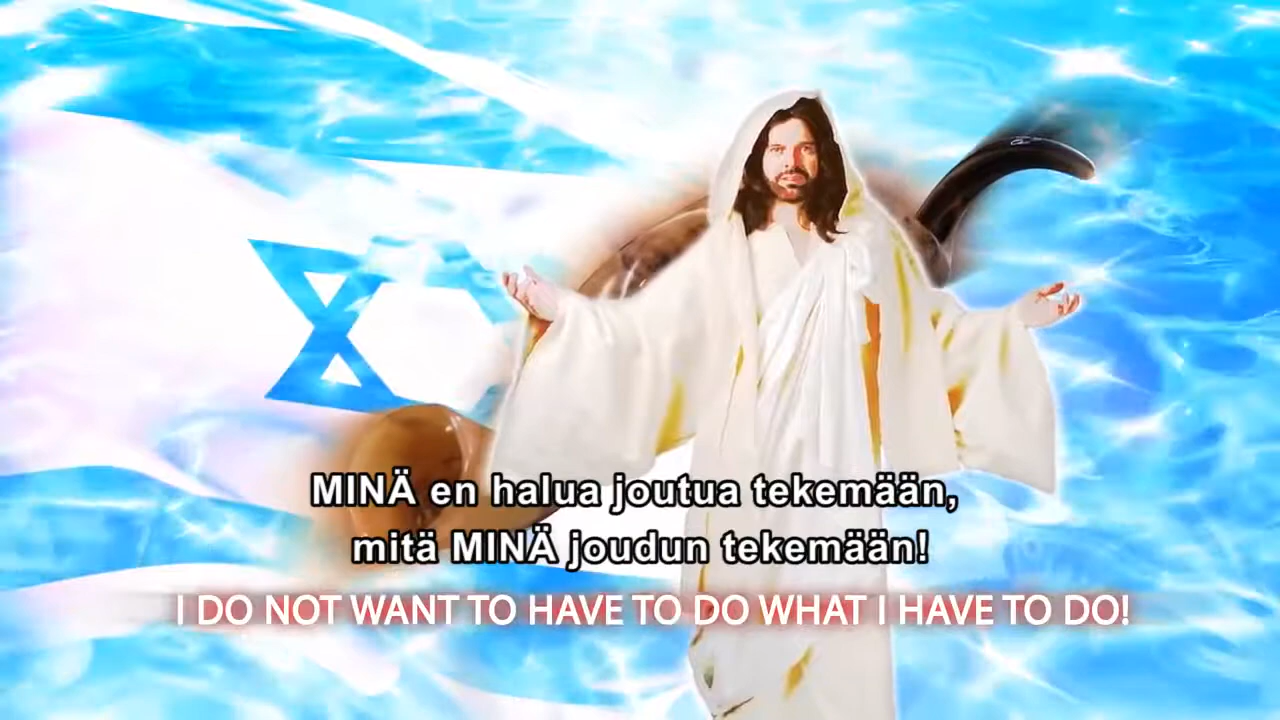 MINÄ en halua joutua tekemään,
mitä MINÄ joudun tekemään!
I DO NOT WANT TO HAVE TO DO WHAT I HAVE TO DO!